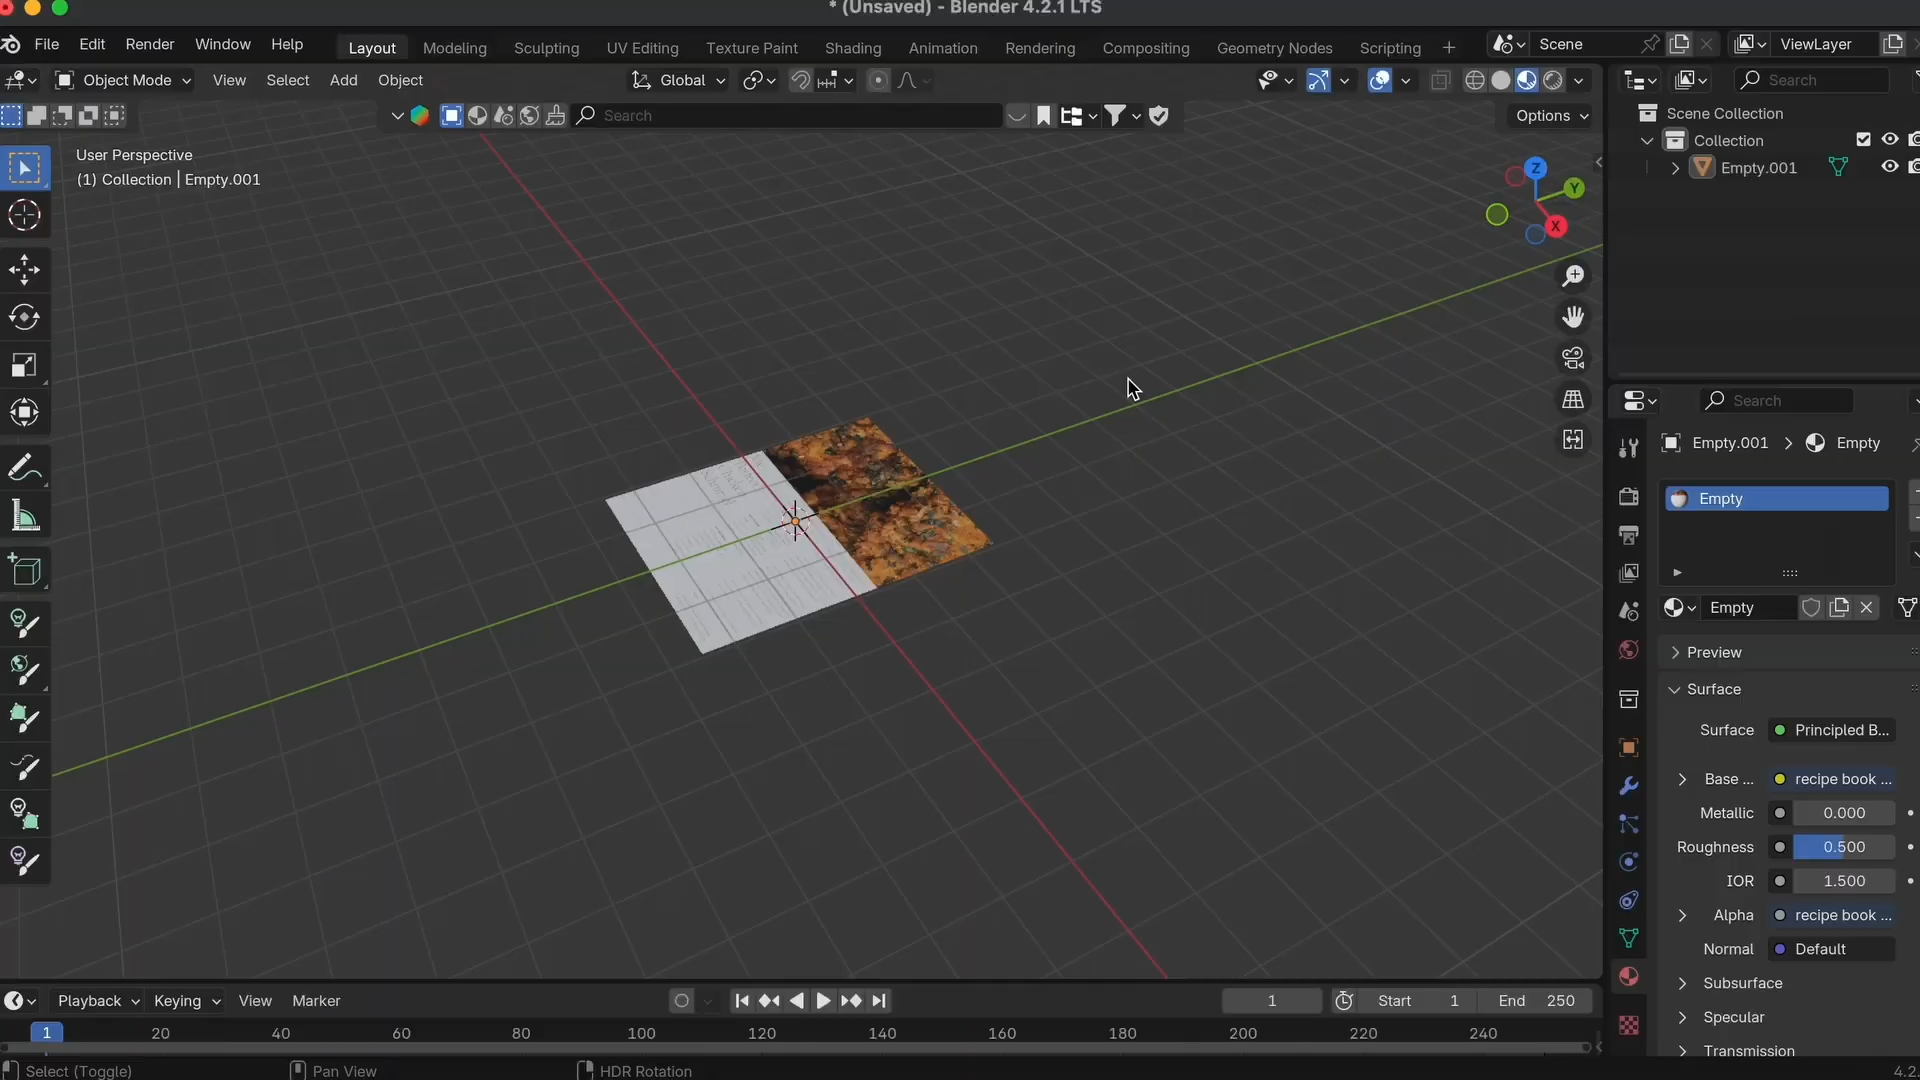 * (Unsaved) - Blender 4.2.1 LTS
File Edit Render Window Help Layout Modeling Sculpting UV Editing Texture Paint Shading Animation Rendering Compositing Geometry Nodes Scripting Scene ViewLayer
Object Mode View Select Add Object Global Search
Search Options
Scene Collection
Collection
Empty.001
User Perspective
(1) Collection | Empty.001
Z
Y
X
Search
Empty.001 Empty
Empty
Empty
Preview
Surface
Surface Principled B...
Base ... recipe book ...
Metallic 0.000
Roughness 0.500
IOR 1.500
Alpha recipe book ...
Normal Default
Subsurface
Specular
Transmission
Playback Keying View Marker 1 Start 1 End 250
1 20 40 60 80 100 120 140 160 180 200 220 240
Select (Toggle) Pan View HDR Rotation 4.2.